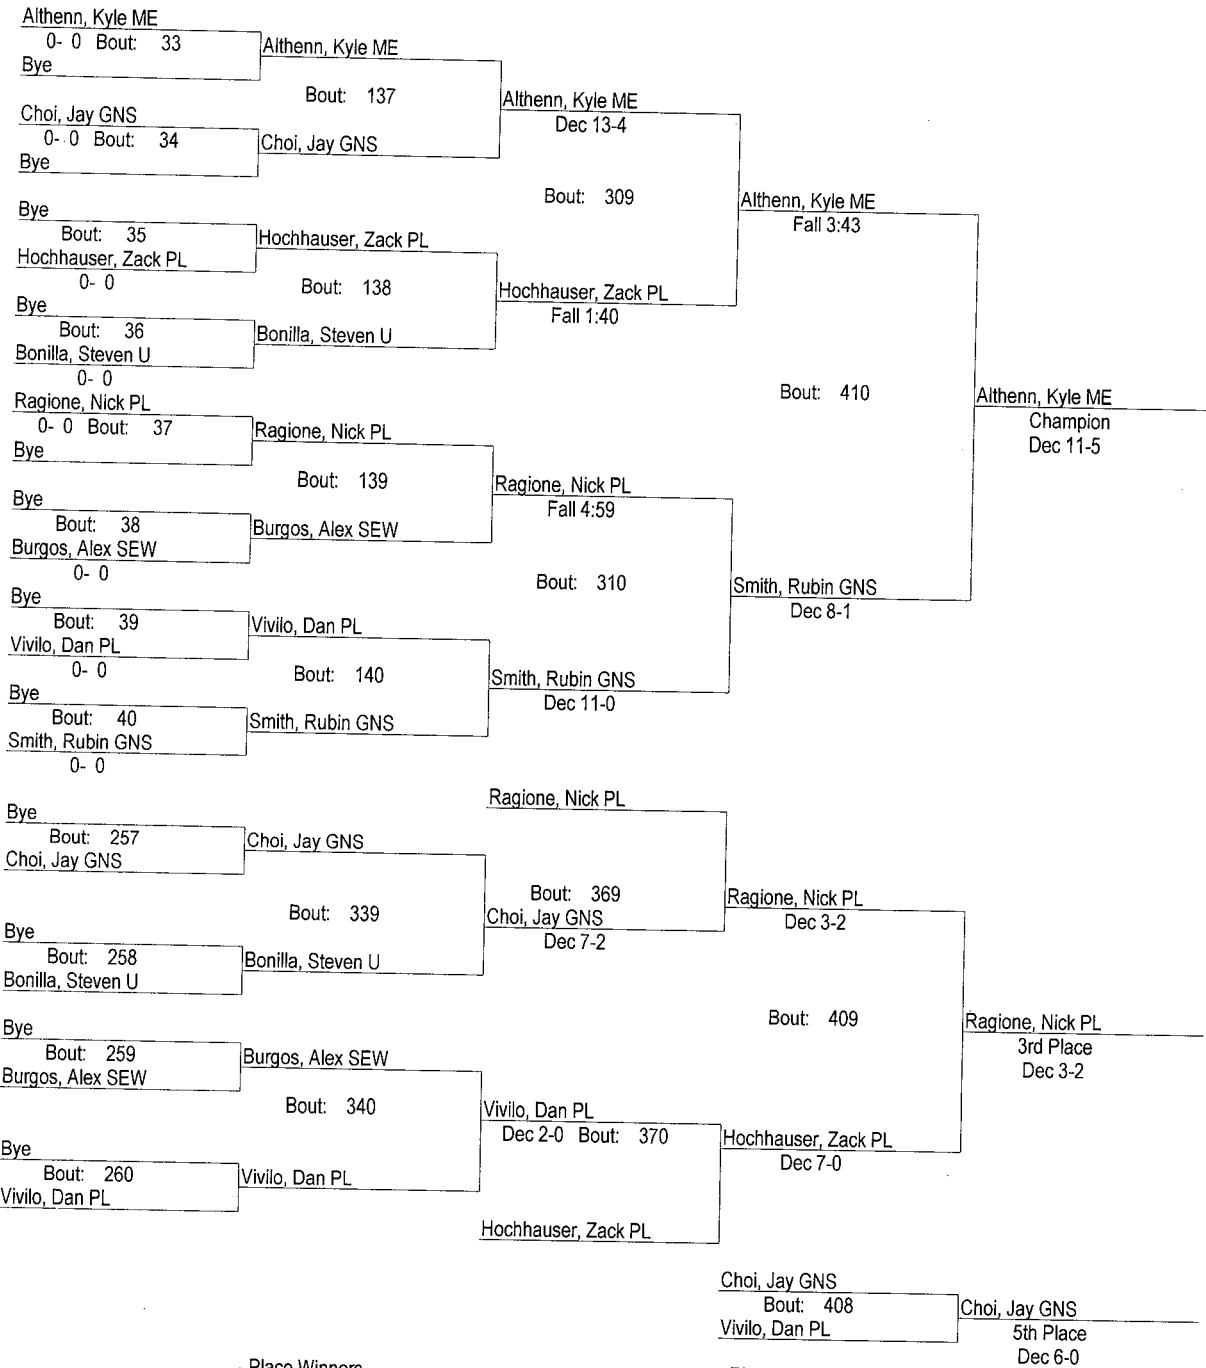 Althenn, Kyle ME
0- 0 Bout: 33
Bye
Althenn, Kyle ME
Bout: 137
Choi, Jay GNS
0- 0 Bout: 34
Bye
Choi, Jay GNS
Althenn, Kyle ME
Dec 13-4
Bout: 309
Bye
Bout: 35
Hochhauser, Zack PL
0- 0
Hochhauser, Zack PL
Bout: 138
Bye
Bout: 36
Bonilla, Steven U
0- 0
Bonilla, Steven U
Hochhauser, Zack PL
Fall 1:40
Althenn, Kyle ME
Fall 3:43
Bout: 410
Ragione, Nick PL
0- 0 Bout: 37
Bye
Ragione, Nick PL
Bout: 139
Bye
Bout: 38
Burgos, Alex SEW
0- 0
Burgos, Alex SEW
Ragione, Nick PL
Fall 4:59
Bout: 310
Bye
Bout: 39
Vivilo, Dan PL
0- 0
Vivilo, Dan PL
Bout: 140
Bye
Bout: 40
Smith, Rubin GNS
0- 0
Smith, Rubin GNS
Smith, Rubin GNS
Dec 11-0
Smith, Rubin GNS
Dec 8-1
Althenn, Kyle ME
Champion
Dec 11-5
Ragione, Nick PL
Bye
Bout: 257
Choi, Jay GNS
Choi, Jay GNS
Bout: 339
Bye
Bout: 258
Bonilla, Steven U
Bonilla, Steven U
Bout: 369
Choi, Jay GNS
Dec 7-2
Ragione, Nick PL
Dec 3-2
Bout: 409
Bye
Bout: 259
Burgos, Alex SEW
Burgos, Alex SEW
Bout: 340
Bye
Bout: 260
Vivilo, Dan PL
Vivilo, Dan PL
Vivilo, Dan PL
Dec 2-0 Bout: 370
Hochhauser, Zack PL
Hochhauser, Zack PL
Dec 7-0
Ragione, Nick PL
3rd Place
Dec 3-2
Choi, Jay GNS
Bout: 408
Vivilo, Dan PL
Choi, Jay GNS
5th Place
Dec 6-0
Place Winners